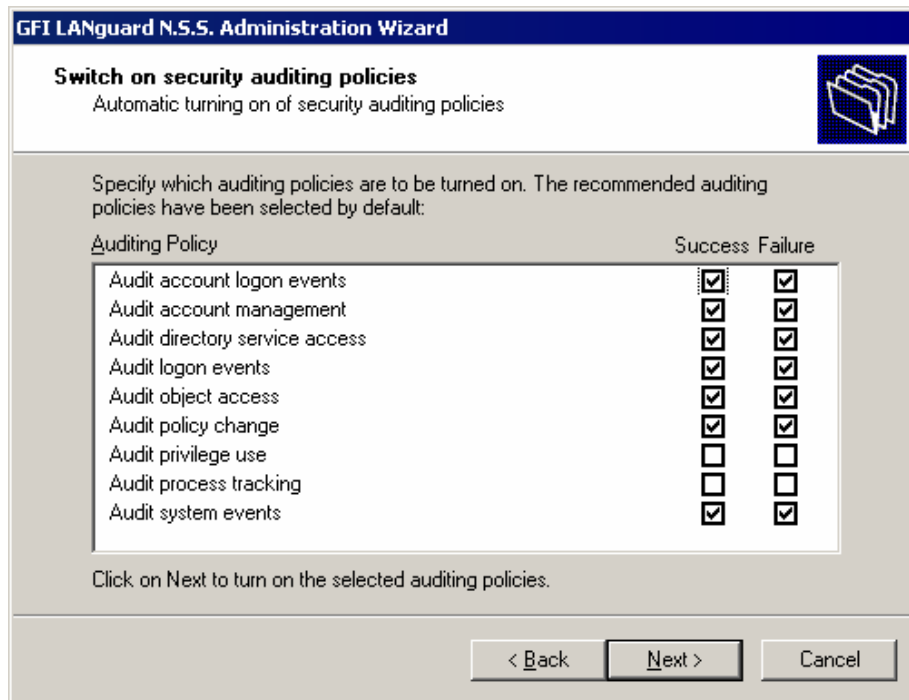 GFI LANguard N.S.S. Administration Wizard
Switch on security auditing policies
Automatic turning on of security auditing policies
Specify which auditing policies are to be turned on. The recommended auditing
policies have been selected by default:
Auditing Policy Success Failure
Audit account logon events
Audit account management
Audit directory service access
Audit logon events
Audit object access
Audit policy change
Audit privilege use
Audit process tracking
Audit system events
Click on Next to turn on the selected auditing policies.
< Back Next > Cancel